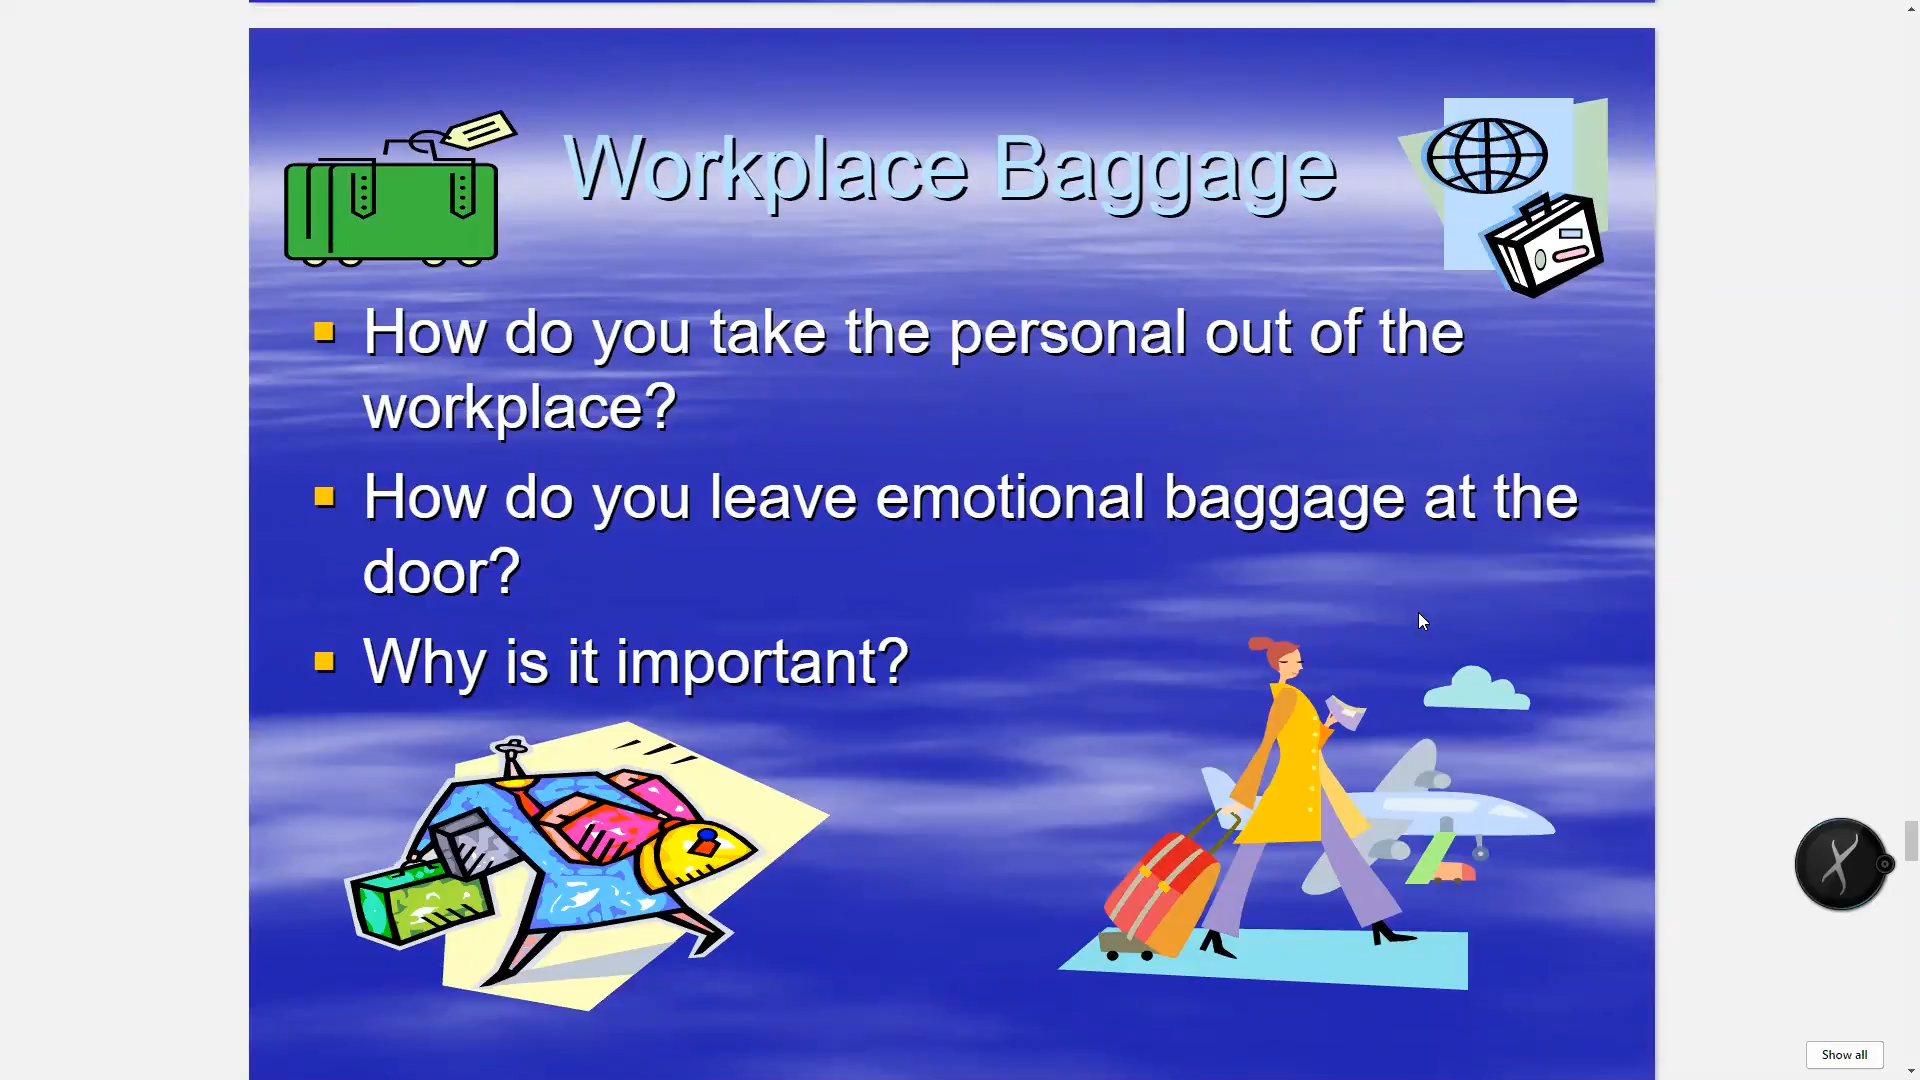 Workplace Baggage
How do you take the personal out of the
workplace?
How do you leave emotional baggage at the
door?
Why is it important?
Show all